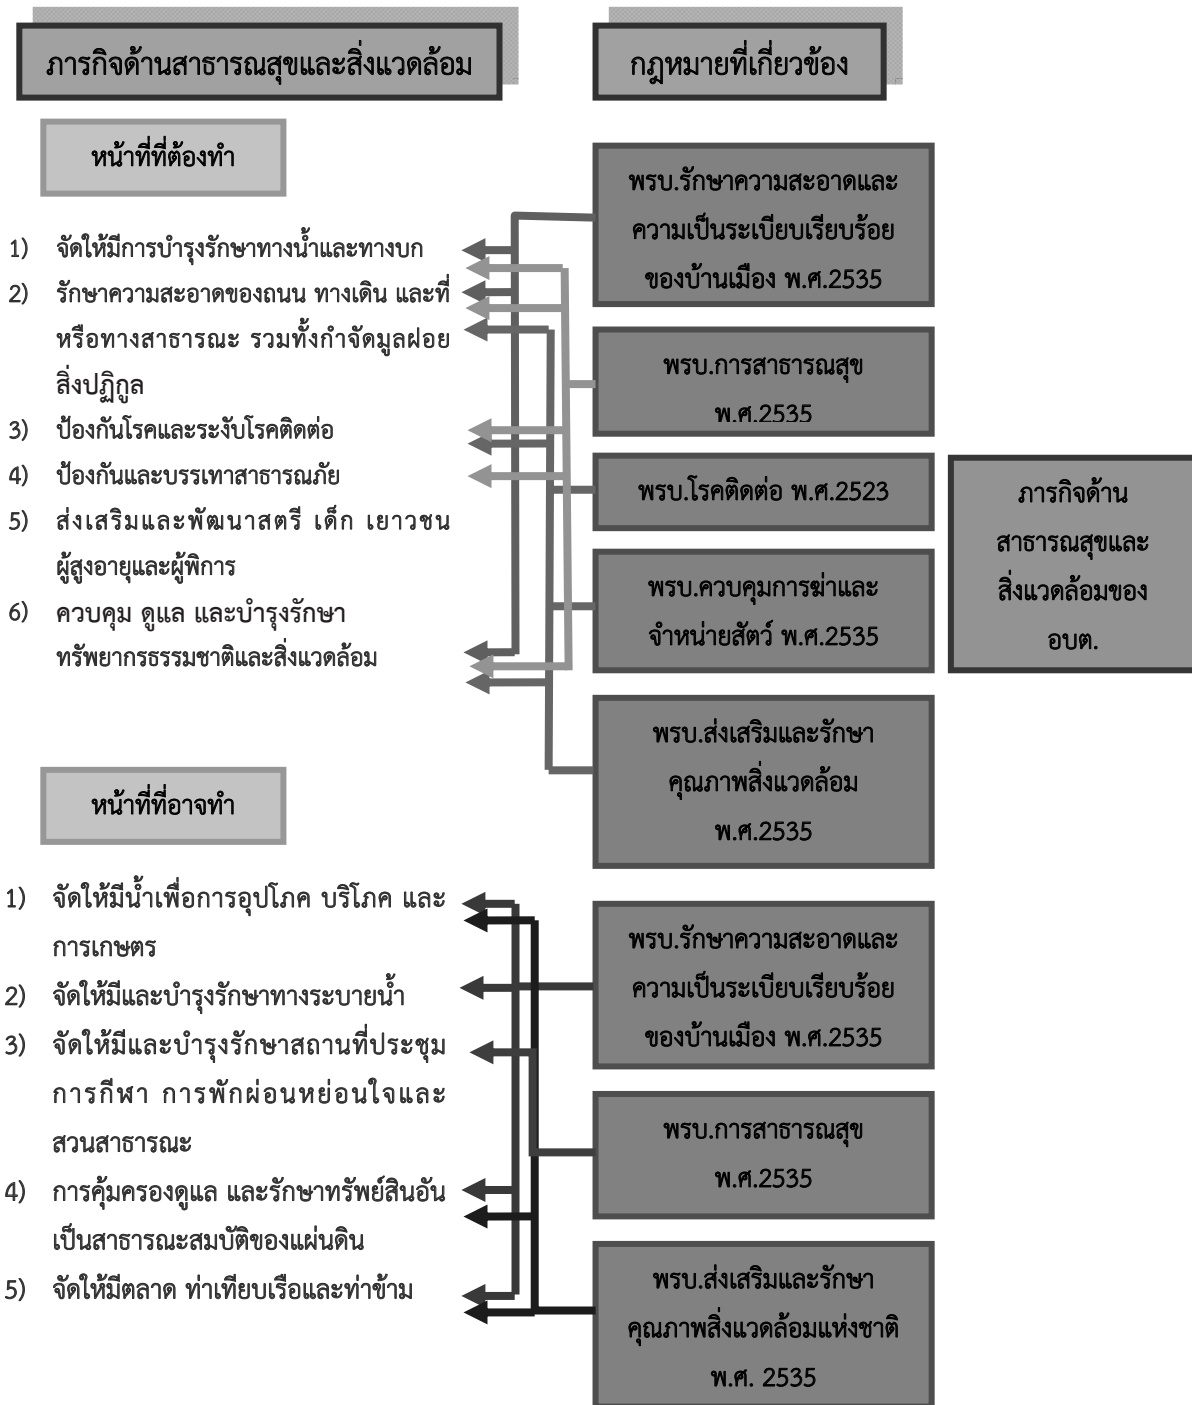 ภารกิจด้านสาธารณสุขและสิ่งแวดล้อม
กฎหมายที่เกี่ยวข้อง
หน้าที่ที่ต้องทำ
1) จัดให้มีการบำรุงรักษาทางน้ำและทางบก
2) รักษาความสะอาดของถนน ทางเดิน และที่
หรือทางสาธารณะ รวมทั้งกำจัดมูลฝอย
สิ่งปฏิกูล
3) ป้องกันโรคและระงับโรคติดต่อ
4) ป้องกันและบรรเทาสาธารณภัย
5) ส่งเสริมและพัฒนาสตรี เด็ก เยาวชน
ผู้สูงอายุและผู้พิการ
6) ควบคุม ดูแล และบำรุงรักษา
ทรัพยากรธรรมชาติและสิ่งแวดล้อม
พรบ.รักษาความสะอาดและ
ความเป็นระเบียบเรียบร้อย
ของบ้านเมือง พ.ศ.2535
พรบ.การสาธารณสุข
พ.ศ.2535
พรบ.โรคติดต่อ พ.ศ.2523
พรบ.ควบคุมการฆ่าและ
จำหน่ายสัตว์ พ.ศ.2535
พรบ.ส่งเสริมและรักษา
คุณภาพสิ่งแวดล้อม
พ.ศ.2535
ภารกิจด้าน
สาธารณสุขและ
สิ่งแวดล้อมของ
อบต.
หน้าที่ที่อาจทำ
1) จัดให้มีน้ำเพื่อการอุปโภค บริโภค และ
การเกษตร
2) จัดให้มีและบำรุงรักษาทางระบายน้ำ
3) จัดให้มีและบำรุงรักษาสถานที่ประชุม
การกีฬา การพักผ่อนหย่อนใจและ
สวนสาธารณะ
4) การคุ้มครองดูแล และรักษาทรัพย์สินอัน
เป็นสาธารณะสมบัติของแผ่นดิน
5) จัดให้มีตลาด ท่าเทียบเรือและท่าข้าม
พรบ.รักษาความสะอาดและ
ความเป็นระเบียบเรียบร้อย
ของบ้านเมือง พ.ศ.2535
พรบ.การสาธารณสุข
พ.ศ.2535
พรบ.ส่งเสริมและรักษา
คุณภาพสิ่งแวดล้อมแห่งชาติ
พ.ศ. 2535